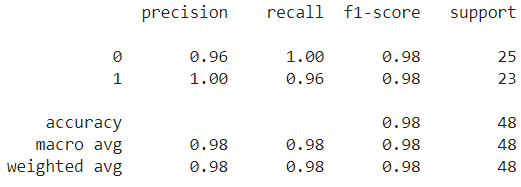 precision recall f1-score support
0 0.96 1.00 0.98 25
1 1.00 0.96 0.98 23
accuracy 0.98 48
macro avg 0.98 0.98 0.98 48
weighted avg 0.98 0.98 0.98 48